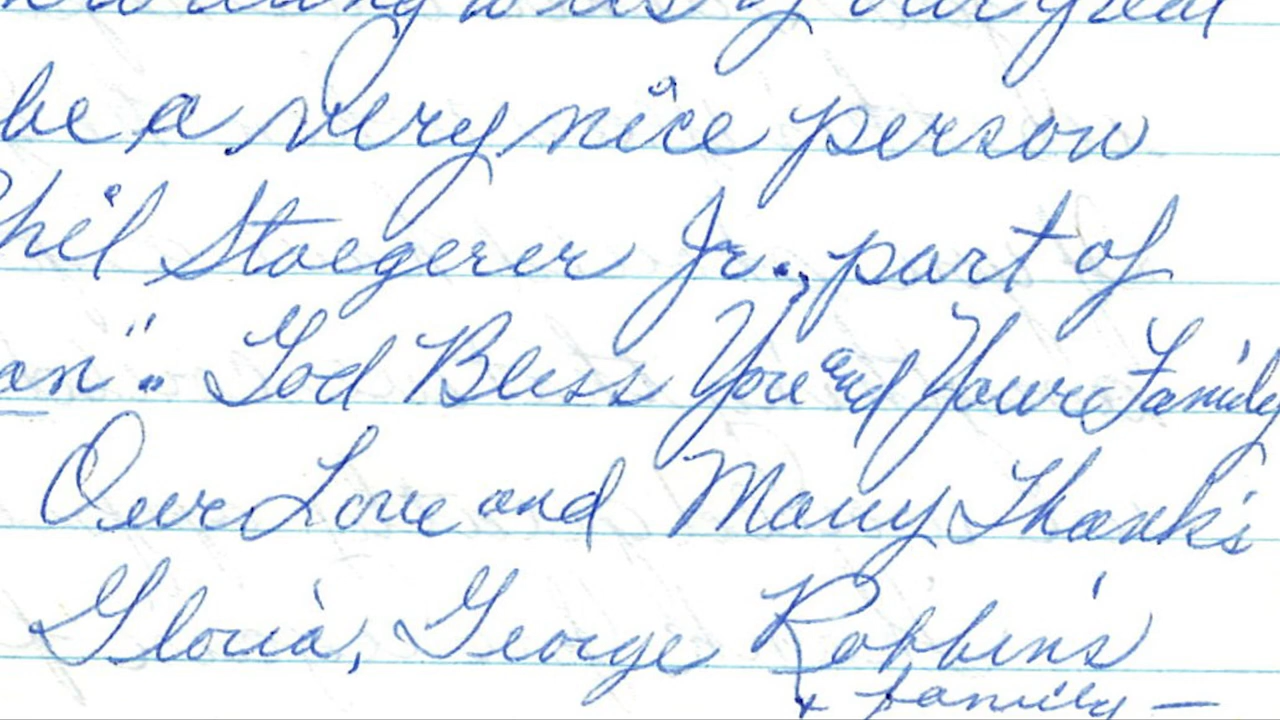 be a very nice person
Phil Stoegerer Jr., part of
an". God Bless You and Youre Family
Our Love and Many Thanks
Gloria, George Robbins
& family —